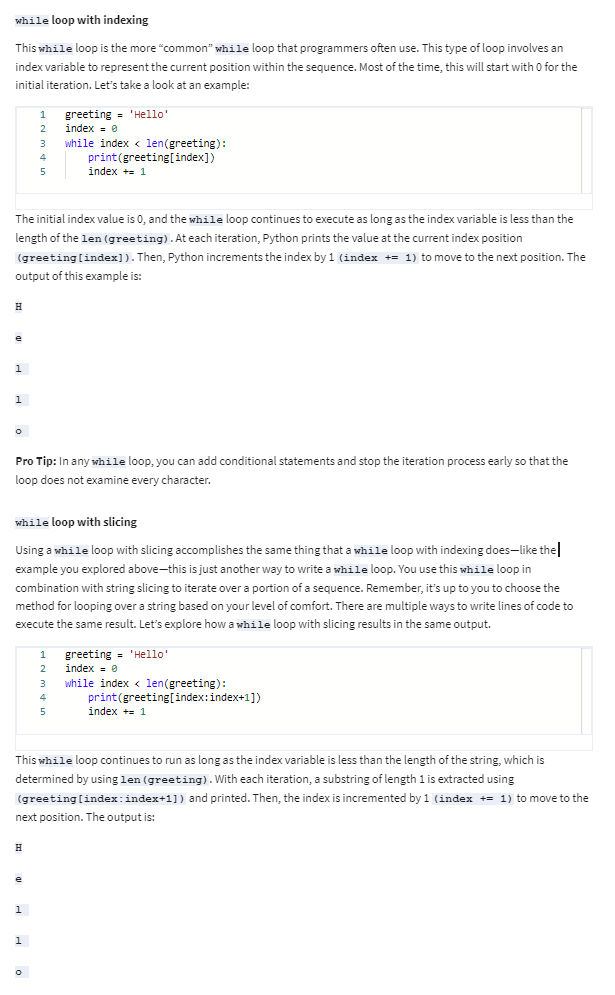 while loop with indexing
This while loop is the more “common” while loop that programmers often use. This type of loop involves an
index variable to represent the current position within the sequence. Most of the time, this will start with 0 for the
initial iteration. Let’s take a look at an example:
1 greeting = 'Hello'
2 index = 0
3 while index < len(greeting):
4     print(greeting[index])
5     index += 1
The initial index value is 0, and the while loop continues to execute as long as the index variable is less than the
length of the len(greeting). At each iteration, Python prints the value at the current index position
(greeting[index]). Then, Python increments the index by 1 (index += 1) to move to the next position. The
output of this example is:
H
e
l
l
o
Pro Tip: In any while loop, you can add conditional statements and stop the iteration process early so that the
loop does not examine every character.
while loop with slicing
Using a while loop with slicing accomplishes the same thing that a while loop with indexing does—like the
example you explored above—this is just another way to write a while loop. You use this while loop in
combination with string slicing to iterate over a portion of a sequence. Remember, it’s up to you to choose the
method for looping over a string based on your level of comfort. There are multiple ways to write lines of code to
execute the same result. Let’s explore how a while loop with slicing results in the same output.
1 greeting = 'Hello'
2 index = 0
3 while index < len(greeting):
4     print(greeting[index:index+1])
5     index += 1
This while loop continues to run as long as the index variable is less than the length of the string, which is
determined by using len(greeting). With each iteration, a substring of length 1 is extracted using
(greeting[index:index+1]) and printed. Then, the index is incremented by 1 (index += 1) to move to the
next position. The output is:
H
e
l
l
o